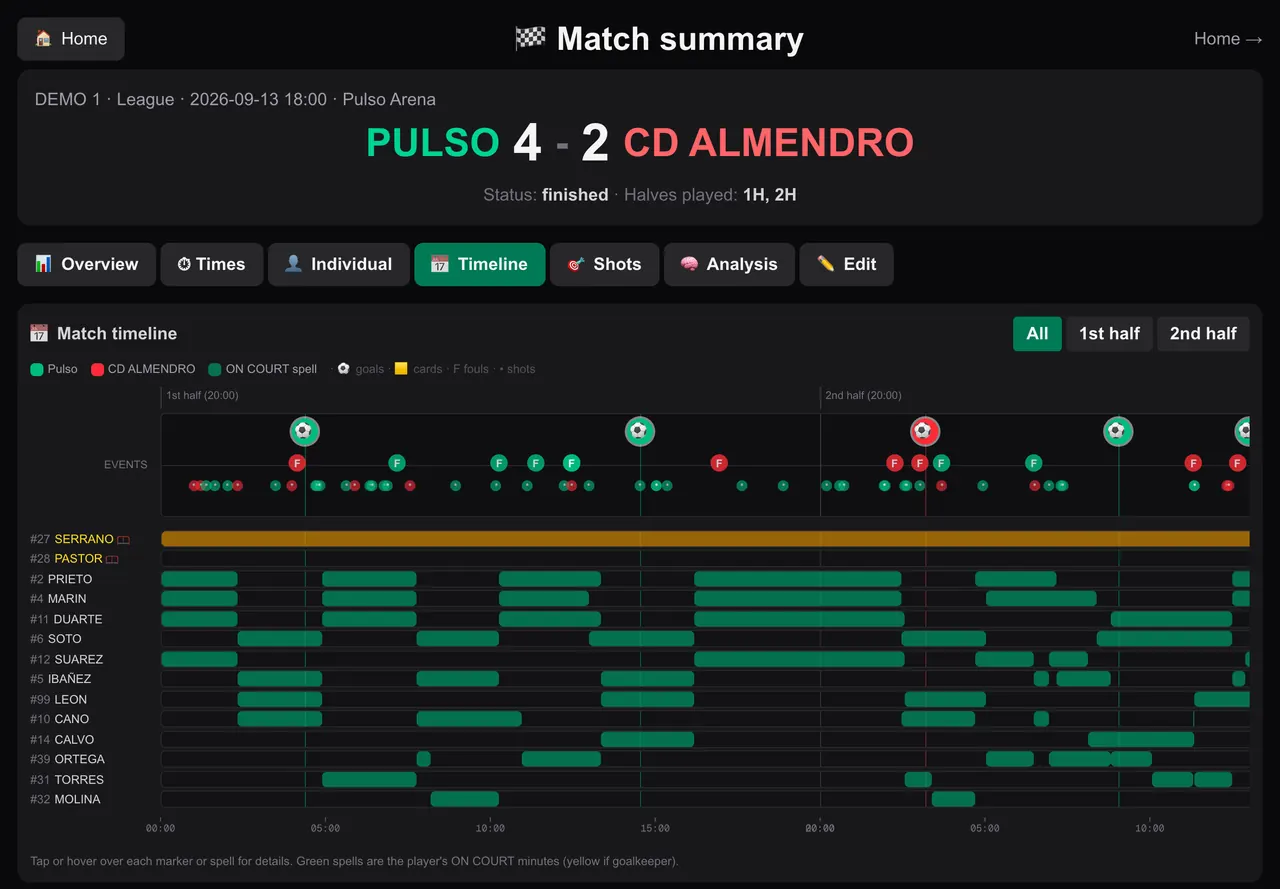 🏠 Home
🏁 Match summary
Home →
DEMO 1 · League · 2026-09-13 18:00 · Pulso Arena
PULSO 4 - 2 CD ALMENDRO
Status: finished · Halves played: 1H, 2H
📊 Overview
⏱ Times
👤 Individual
📅 Timeline
🎯 Shots
🧠 Analysis
✏️ Edit
📅 Match timeline
All
1st half
2nd half
Pulso
CD ALMENDRO
ON COURT spell
· ⚽ goals · 🟨 cards · F fouls · • shots
1st half (20:00)
2nd half (20:00)
EVENTS
F F F F F F F F F F F F
#27 SERRANO
#28 PASTOR
#2 PRIETO
#4 MARIN
#11 DUARTE
#6 SOTO
#12 SUAREZ
#5 IBAÑEZ
#99 LEON
#10 CANO
#14 CALVO
#39 ORTEGA
#31 TORRES
#32 MOLINA
00:00 05:00 10:00 15:00 00:00 05:00 10:00
Tap or hover over each marker or spell for details. Green spells are the player's ON COURT minutes (yellow if goalkeeper).